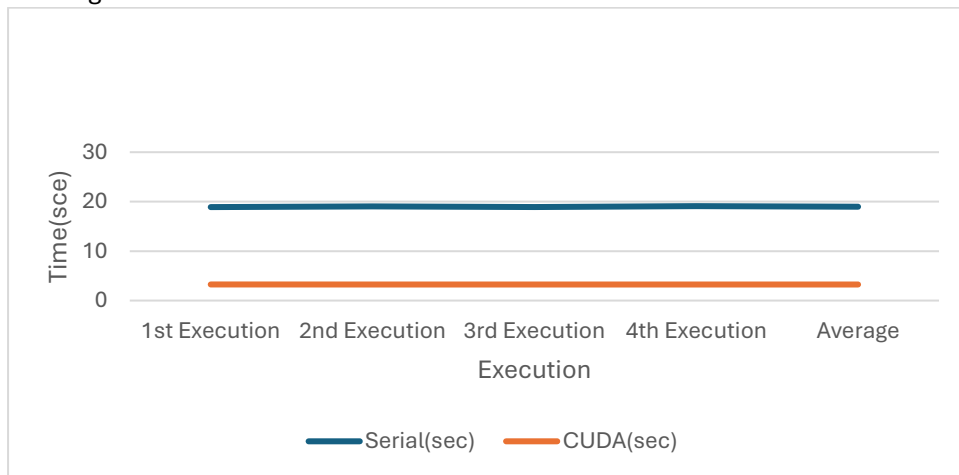 30
20
10
0
Time(sce)
1st Execution 2nd Execution 3rd Execution 4th Execution Average
Execution
Serial(sec) CUDA(sec)